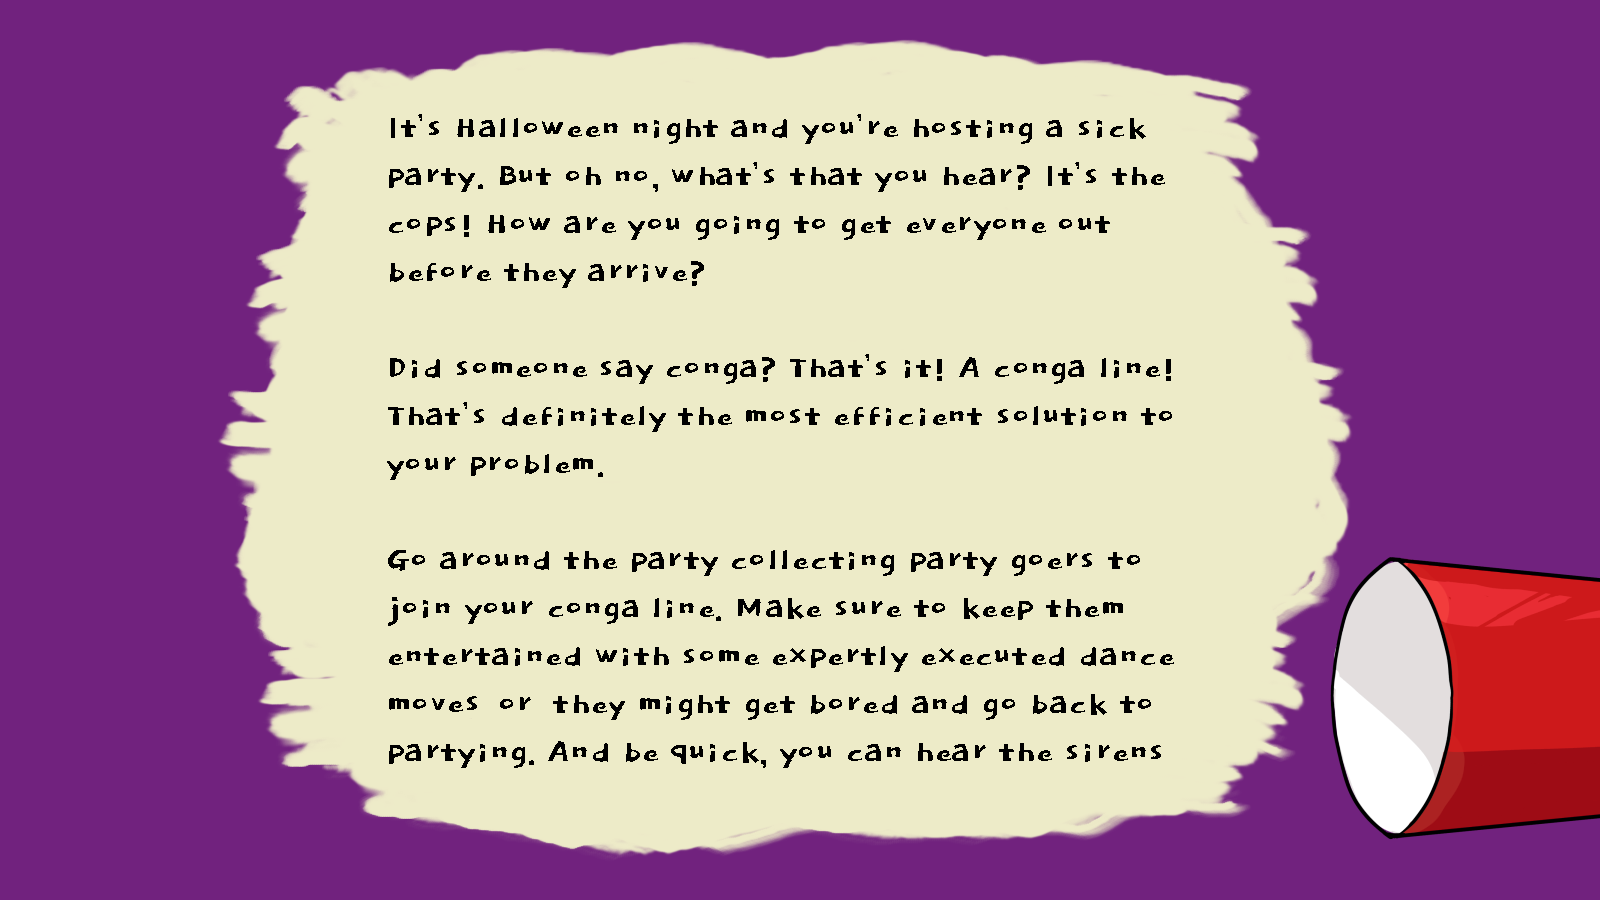 It's Halloween night and you're hosting a sick
party. But oh no, what's that you hear? It's the
cops! How are you going to get everyone out
before they arrive?
Did someone say conga? That's it! A conga line!
That's definitely the most efficient solution to
your problem.
Go around the party collecting party goers to
join your conga line. Make sure to keep them
entertained with some expertly executed dance
moves or they might get bored and go back to
partying. And be quick, you can hear the sirens